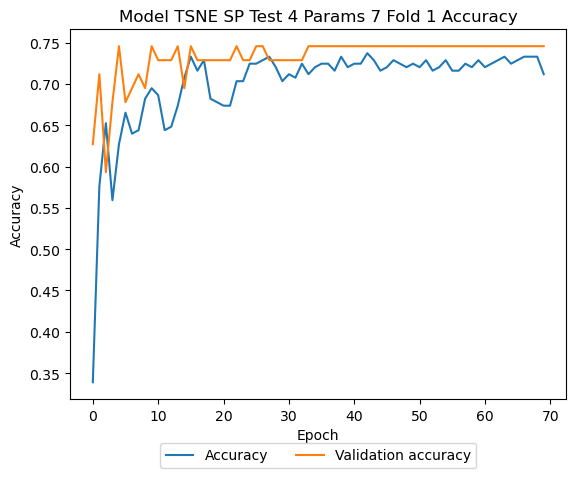 Model TSNE SP Test 4 Params 7 Fold 1 Accuracy
0.75
0.70
0.65
0.60
0.55
0.50
0.45
0.40
0.35
Accuracy
0 10 20 30 40 50 60 70
Epoch
Accuracy Validation accuracy